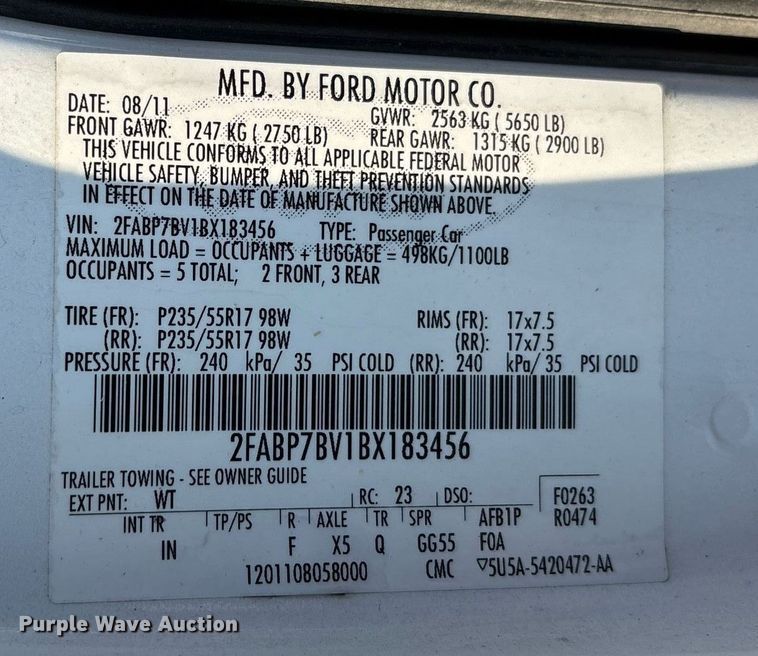 MFD. BY FORD MOTOR CO.
DATE: 08/11 GVWR: 2563 KG ( 5650 LB)
FRONT GAWR: 1247 KG ( 2750 LB) REAR GAWR: 1315 KG ( 2900 LB)
THIS VEHICLE CONFORMS TO ALL APPLICABLE FEDERAL MOTOR
VEHICLE SAFETY, BUMPER, AND THEFT PREVENTION STANDARDS
IN EFFECT ON THE DATE OF MANUFACTURE SHOWN ABOVE.
VIN: 2FABP7BV1BX183456 TYPE: Passenger Car
MAXIMUM LOAD = OCCUPANTS + LUGGAGE = 498KG/1100LB
OCCUPANTS = 5 TOTAL; 2 FRONT, 3 REAR
TIRE (FR): P235/55R17 98W RIMS (FR): 17x7.5
(RR): P235/55R17 98W (RR): 17x7.5
PRESSURE (FR): 240 kPa/ 35 PSI COLD (RR): 240 kPa/ 35 PSI COLD
2FABP7BV1BX183456
TRAILER TOWING - SEE OWNER GUIDE
EXT PNT: WT RC: 23 DSO: F0263
INT TR TP/PS R AXLE TR SPR AFB1P R0474
IN F X5 Q GG55 F0A
1201108058000 CMC ▽5U5A-5420472-AA
Purple Wave Auction